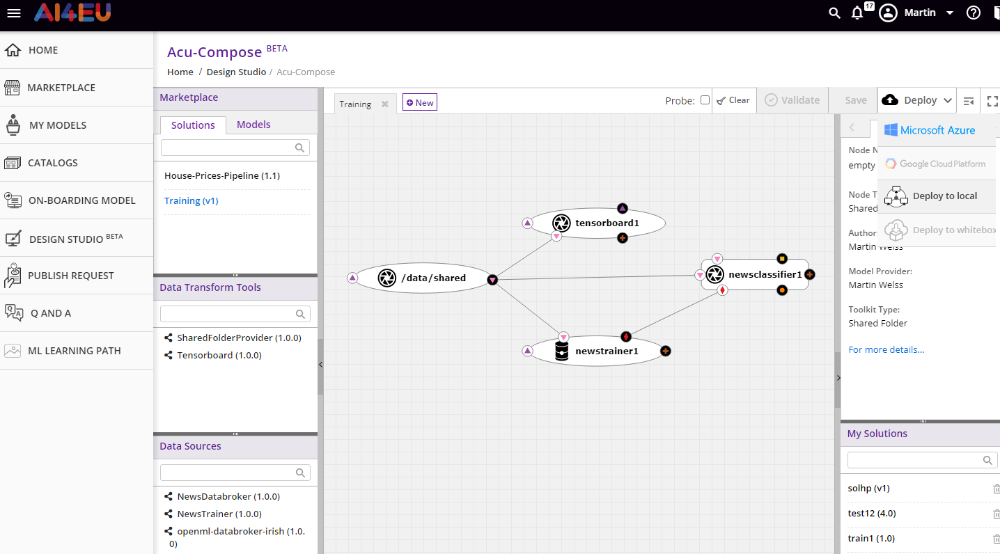 AI4EU
17
Martin
HOME
MARKETPLACE
MY MODELS
CATALOGS
ON-BOARDING MODEL
DESIGN STUDIO BETA
PUBLISH REQUEST
Q AND A
ML LEARNING PATH
Acu-Compose BETA
Home / Design Studio / Acu-Compose
Marketplace
Solutions
Models
House-Prices-Pipeline (1.1)
Training (v1)
Data Transform Tools
SharedFolderProvider (1.0.0)
Tensorboard (1.0.0)
Data Sources
NewsDatabroker (1.0.0)
NewsTrainer (1.0.0)
openml-databroker-irish (1.0.
0)
Training
New
Probe:
Clear
Validate
Save
Deploy
tensorboard1
/data/shared
newsclassifier1
newstrainer1
Microsoft Azure
Google Cloud Platform
Deploy to local
Deploy to whitebox
Node N
empty
Node T
Shared
Author
Martin Welss
Model Provider:
Martin Welss
Toolkit Type:
Shared Folder
For more details...
My Solutions
solhp (v1)
test12 (4.0)
train1 (1.0)